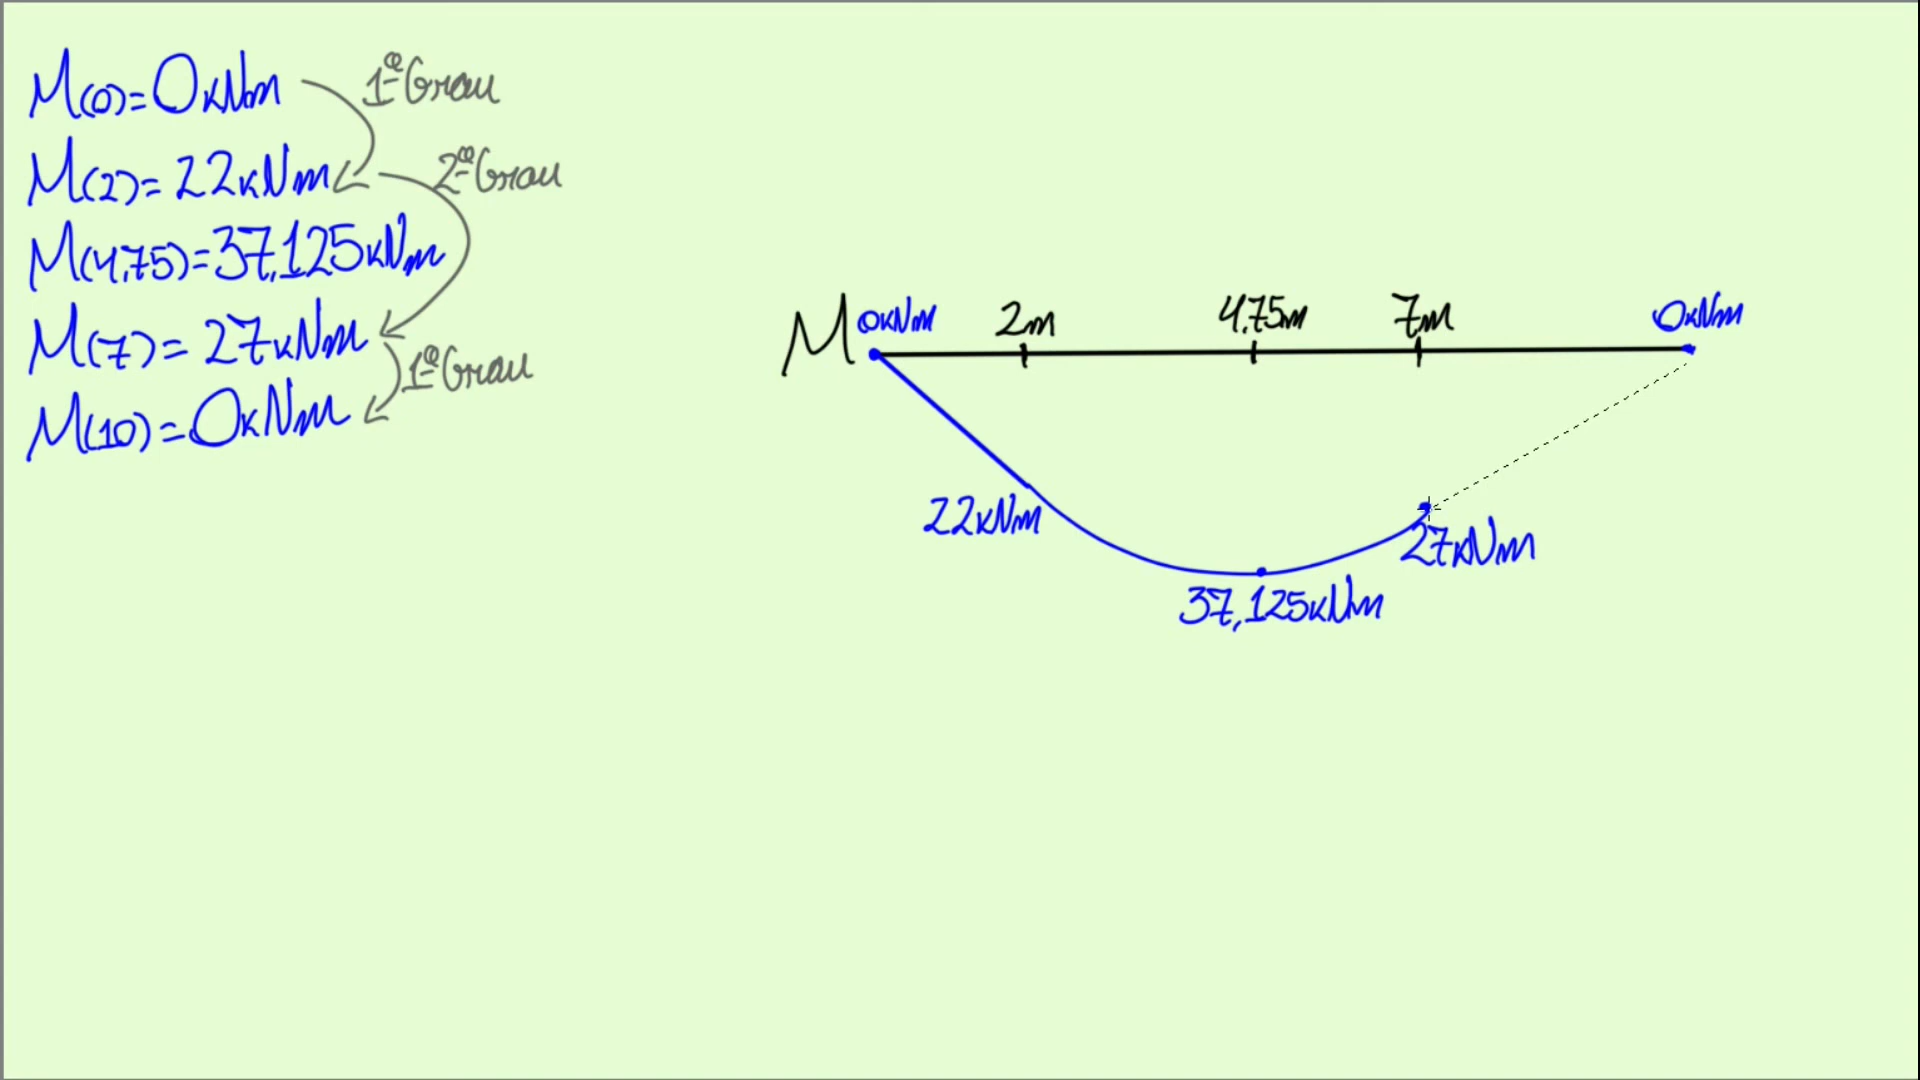 M(0)=0kNm
1º Grau
M(2)=22kNm
2º Grau
M(4,75)=37,125kNm
M(7)=27kNm
1º Grau
M(10)=0kNm
M 0kNm 2m 4,75m 7m 0kNm
22kNm
27kNm
37,125kNm